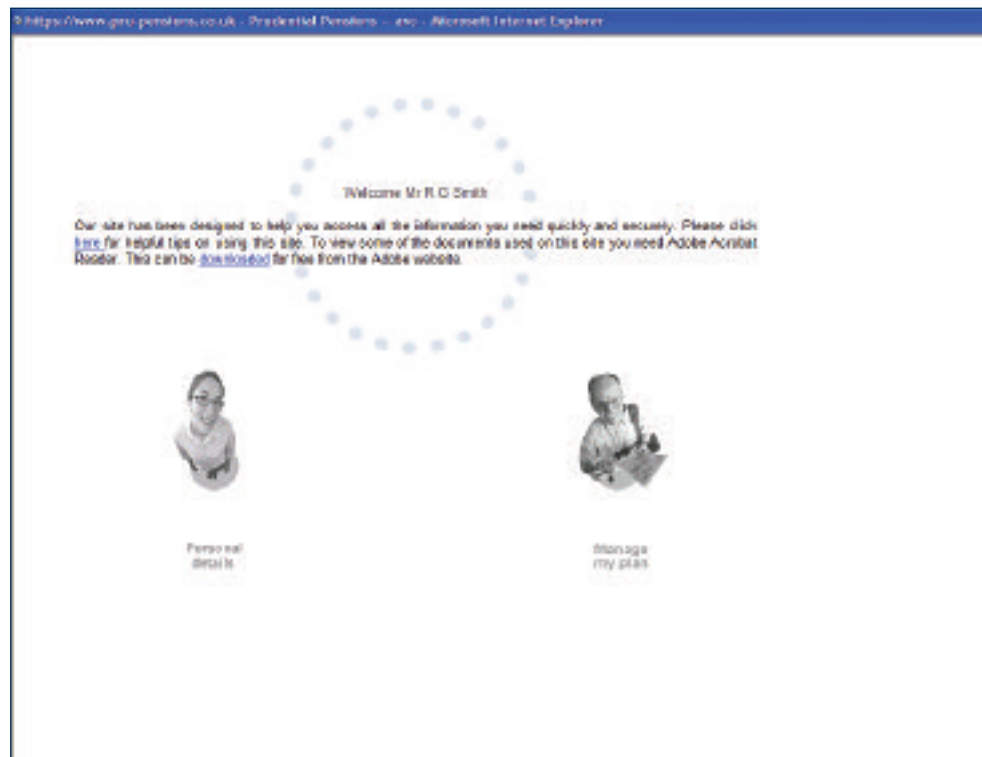 https://www.pru-pensions.co.uk - Prudential Pensions -- avc - Microsoft Internet Explorer
Welcome Mr R G Smith
Our site has been designed to help you access all the information you need quickly and securely. Please click
here for helpful tips on using this site. To view some of the documents used on this site you need Adobe Acrobat
Reader. This can be downloaded for free from the Adobe website.
Personal
details
Manage
my plan